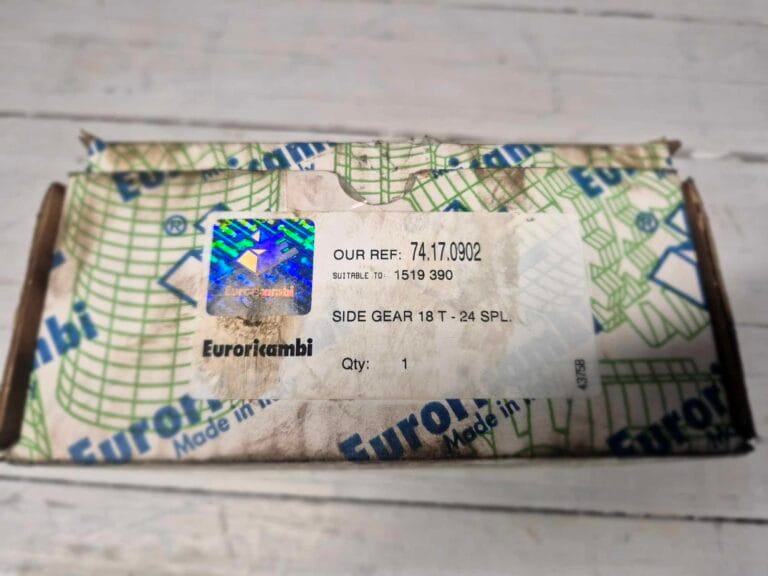 Euroricambi
OUR REF: 74.17.0902
SUITABLE TO: 1519 390
SIDE GEAR 18 T - 24 SPL.
Euroricambi
Qty: 1
43758
Made in
Made in